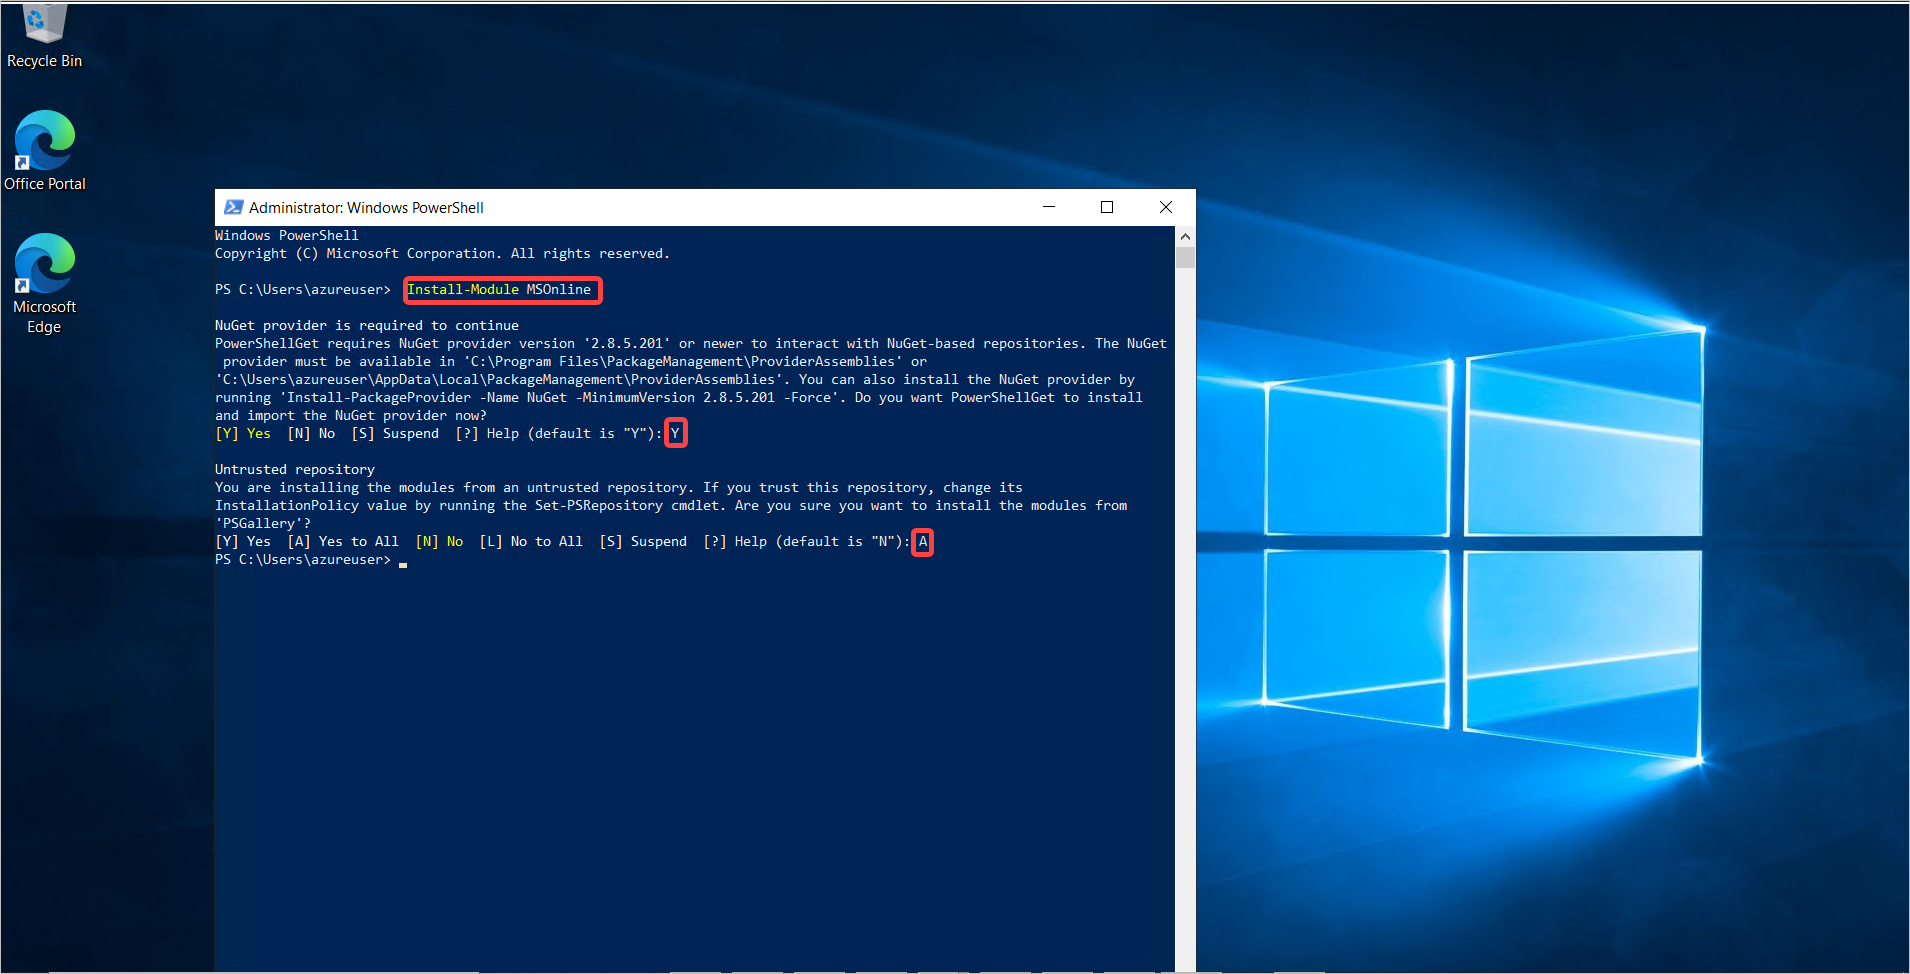 Recycle Bin
Office Portal
Microsoft
Edge
Administrator: Windows PowerShell
Windows PowerShell
Copyright (C) Microsoft Corporation. All rights reserved.
PS C:\Users\azureuser> Install-Module MSOnline
NuGet provider is required to continue
PowerShellGet requires NuGet provider version '2.8.5.201' or newer to interact with NuGet-based repositories. The NuGet
provider must be available in 'C:\Program Files\PackageManagement\ProviderAssemblies' or
'C:\Users\azureuser\AppData\Local\PackageManagement\ProviderAssemblies'. You can also install the NuGet provider by
running 'Install-PackageProvider -Name NuGet -MinimumVersion 2.8.5.201 -Force'. Do you want PowerShellGet to install
and import the NuGet provider now?
[Y] Yes  [N] No  [S] Suspend  [?] Help (default is "Y"): Y
Untrusted repository
You are installing the modules from an untrusted repository. If you trust this repository, change its
InstallationPolicy value by running the Set-PSRepository cmdlet. Are you sure you want to install the modules from
'PSGallery'?
[Y] Yes  [A] Yes to All  [N] No  [L] No to All  [S] Suspend  [?] Help (default is "N"): A
PS C:\Users\azureuser>